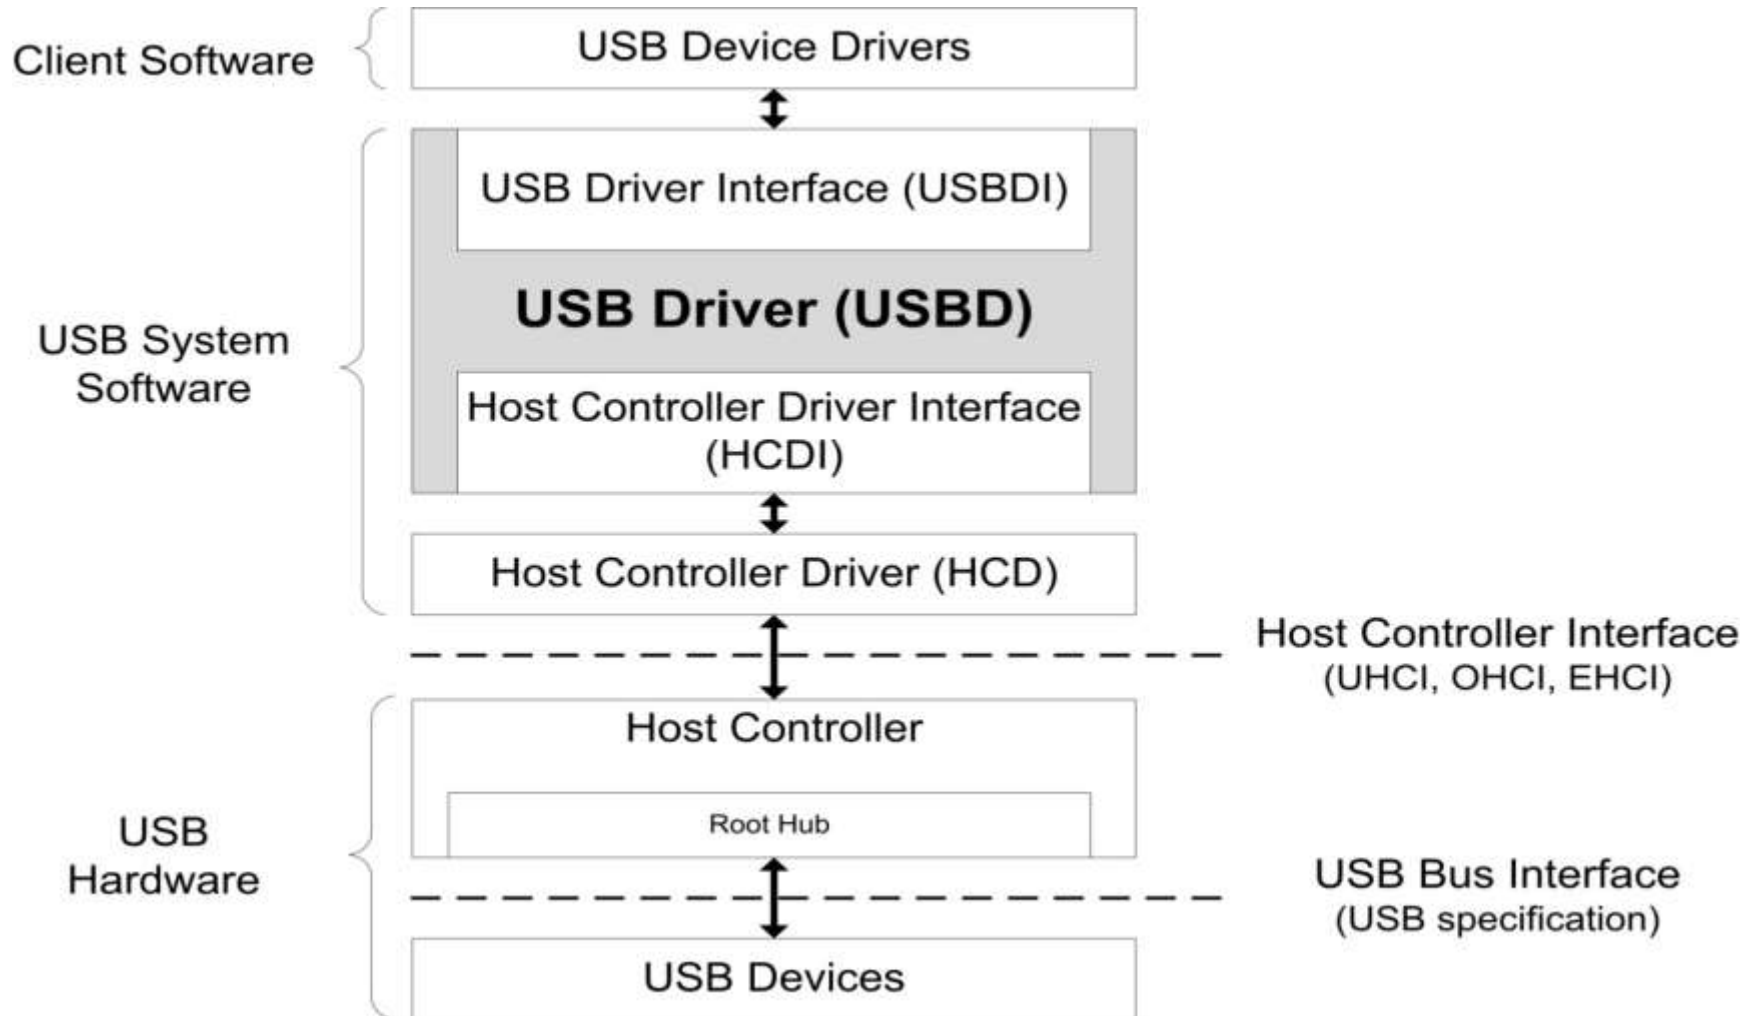 USB Device Drivers
Client Software
USB Driver Interface (USBDI)
USB Driver (USBD)
USB System
Software
Host Controller Driver Interface
(HCDI)
Host Controller Driver (HCD)
Host Controller Interface
(UHCI, OHCI, EHCI)
Host Controller
Root Hub
USB
Hardware
USB Bus Interface
(USB specification)
USB Devices